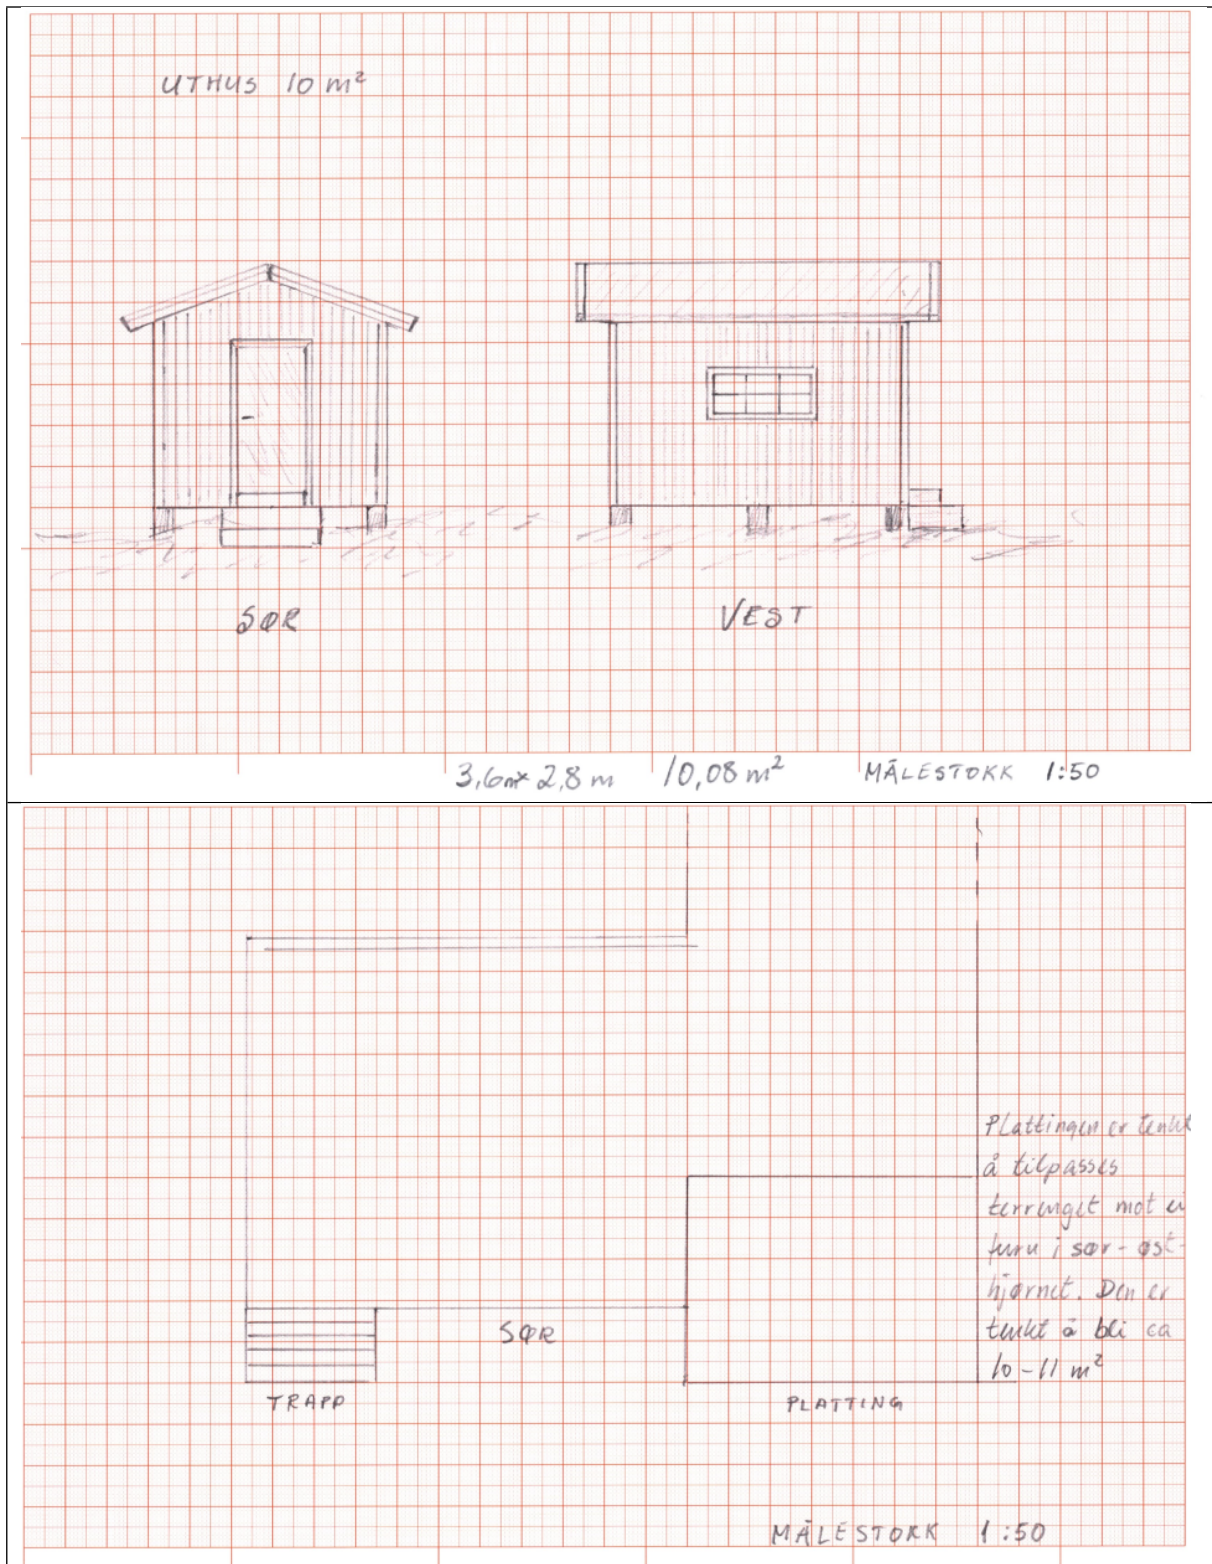 UTHUS 10 m²
SØR
VEST
3,6m × 2,8 m 10,08 m²
MÅLESTOKK 1:50
Plattingen er tenkt
å tilpasses
terrenget mot ei
furu i sør-øst-
hjørnet. Den er
tenkt å bli ca
10-11 m²
SØR
TRAPP
PLATTING
MÅLESTOKK 1:50